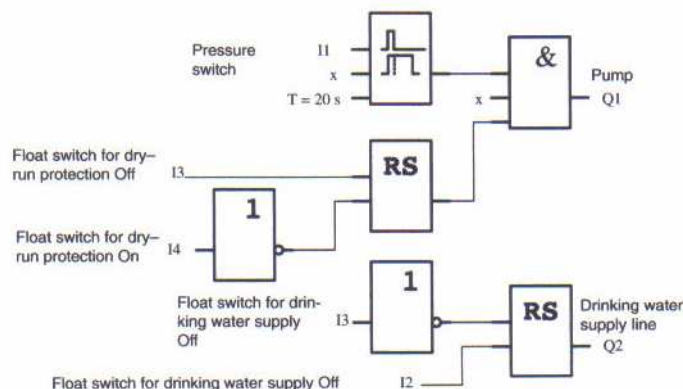 Pressure
switch
I1
x
T = 20 s
&
x
Pump
Q1
Float switch for dry–
run protection Off
I3
RS
1
Float switch for dry–
run protection On
I4
Float switch for drin-
king water supply
Off
I3
1
RS
Drinking water
supply line
Q2
Float switch for drinking water supply Off
I2